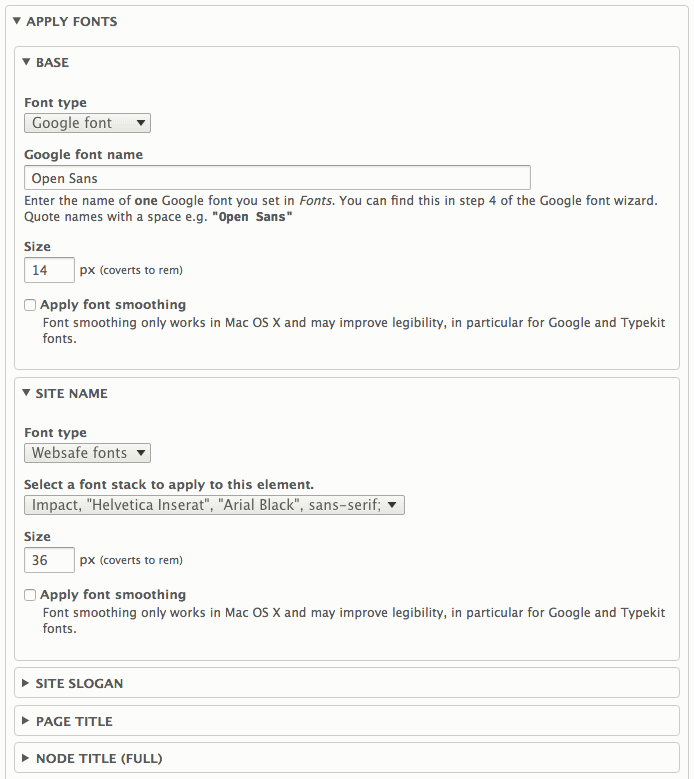 APPLY FONTS
BASE
Font type
Google font
Google font name
Open Sans
Enter the name of one Google font you set in Fonts. You can find this in step 4 of the Google font wizard.
Quote names with a space e.g. "Open Sans"
Size
14 px (coverts to rem)
Apply font smoothing
Font smoothing only works in Mac OS X and may improve legibility, in particular for Google and Typekit
fonts.
SITE NAME
Font type
Websafe fonts
Select a font stack to apply to this element.
Impact, "Helvetica Inserat", "Arial Black", sans-serif;
Size
36 px (coverts to rem)
Apply font smoothing
Font smoothing only works in Mac OS X and may improve legibility, in particular for Google and Typekit
fonts.
SITE SLOGAN
PAGE TITLE
NODE TITLE (FULL)